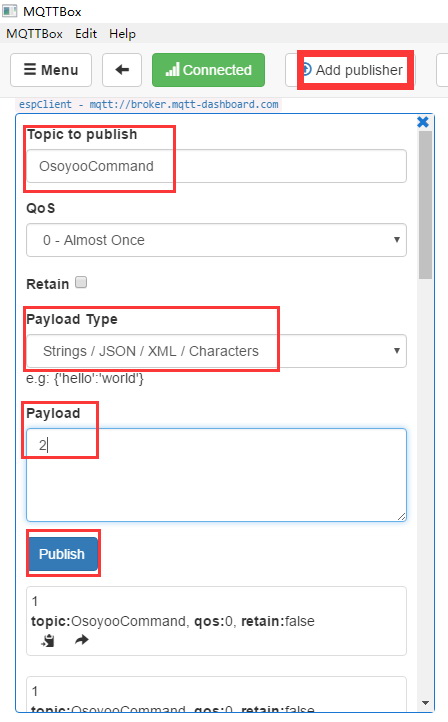 MQTTBox
MQTTBox Edit Help
Menu Connected Add publisher
espClient - mqtt://broker.mqtt-dashboard.com
Topic to publish
OsoyooCommand
QoS
0 - Almost Once
Retain
Payload Type
Strings / JSON / XML / Characters
e.g: {'hello':'world'}
Payload
2
Publish
1
topic:OsoyooCommand, qos:0, retain:false
1
topic:OsoyooCommand, qos:0, retain:false